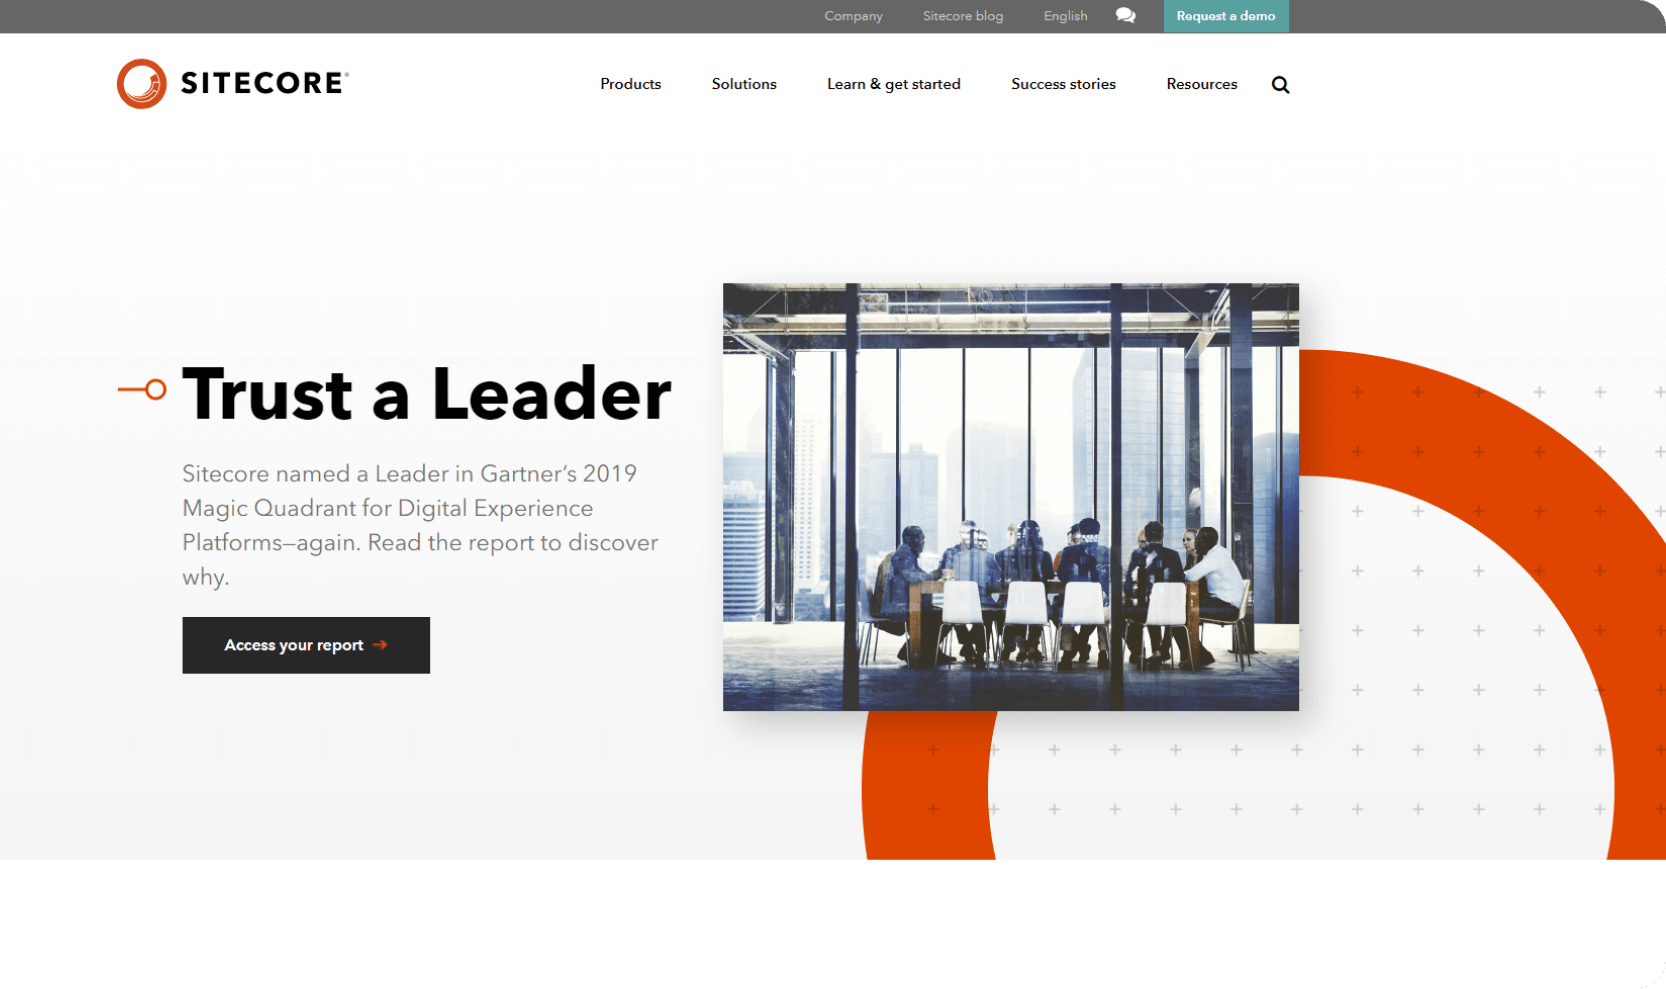 Company Sitecore blog English Request a demo
SITECORE®
Products Solutions Learn & get started Success stories Resources
Trust a Leader
Sitecore named a Leader in Gartner’s 2019
Magic Quadrant for Digital Experience
Platforms—again. Read the report to discover
why.
Access your report